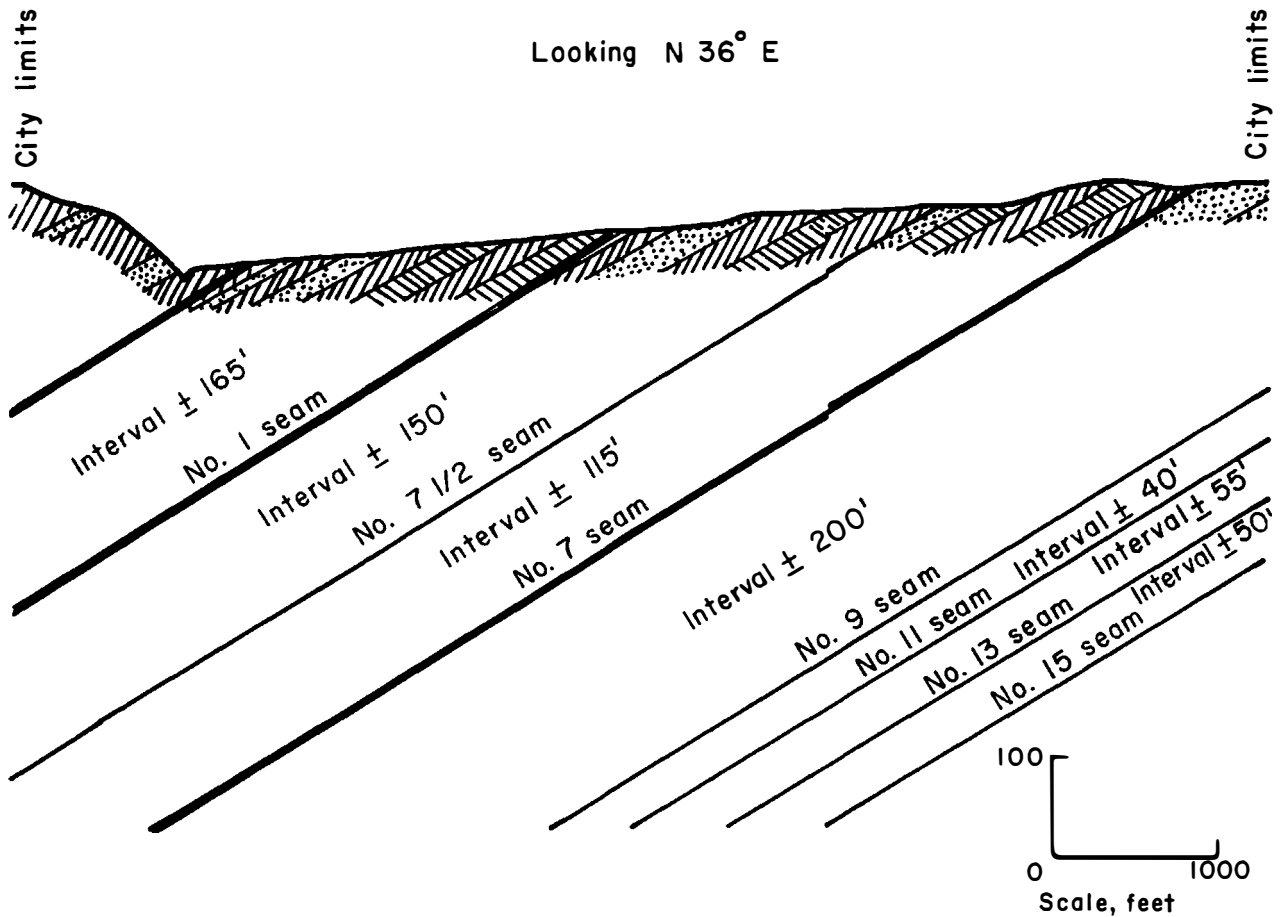 City limits
Looking N 36° E
City limits
Interval ± 165'
No. 1 seam
Interval ± 150'
No. 7 1/2 seam
Interval ± 115'
No. 7 seam
Interval ± 200'
No. 9 seam
Interval ± 40'
No. 11 seam
Interval ± 55'
No. 13 seam
Interval ± 50'
No. 15 seam
100
0
1000
Scale, feet